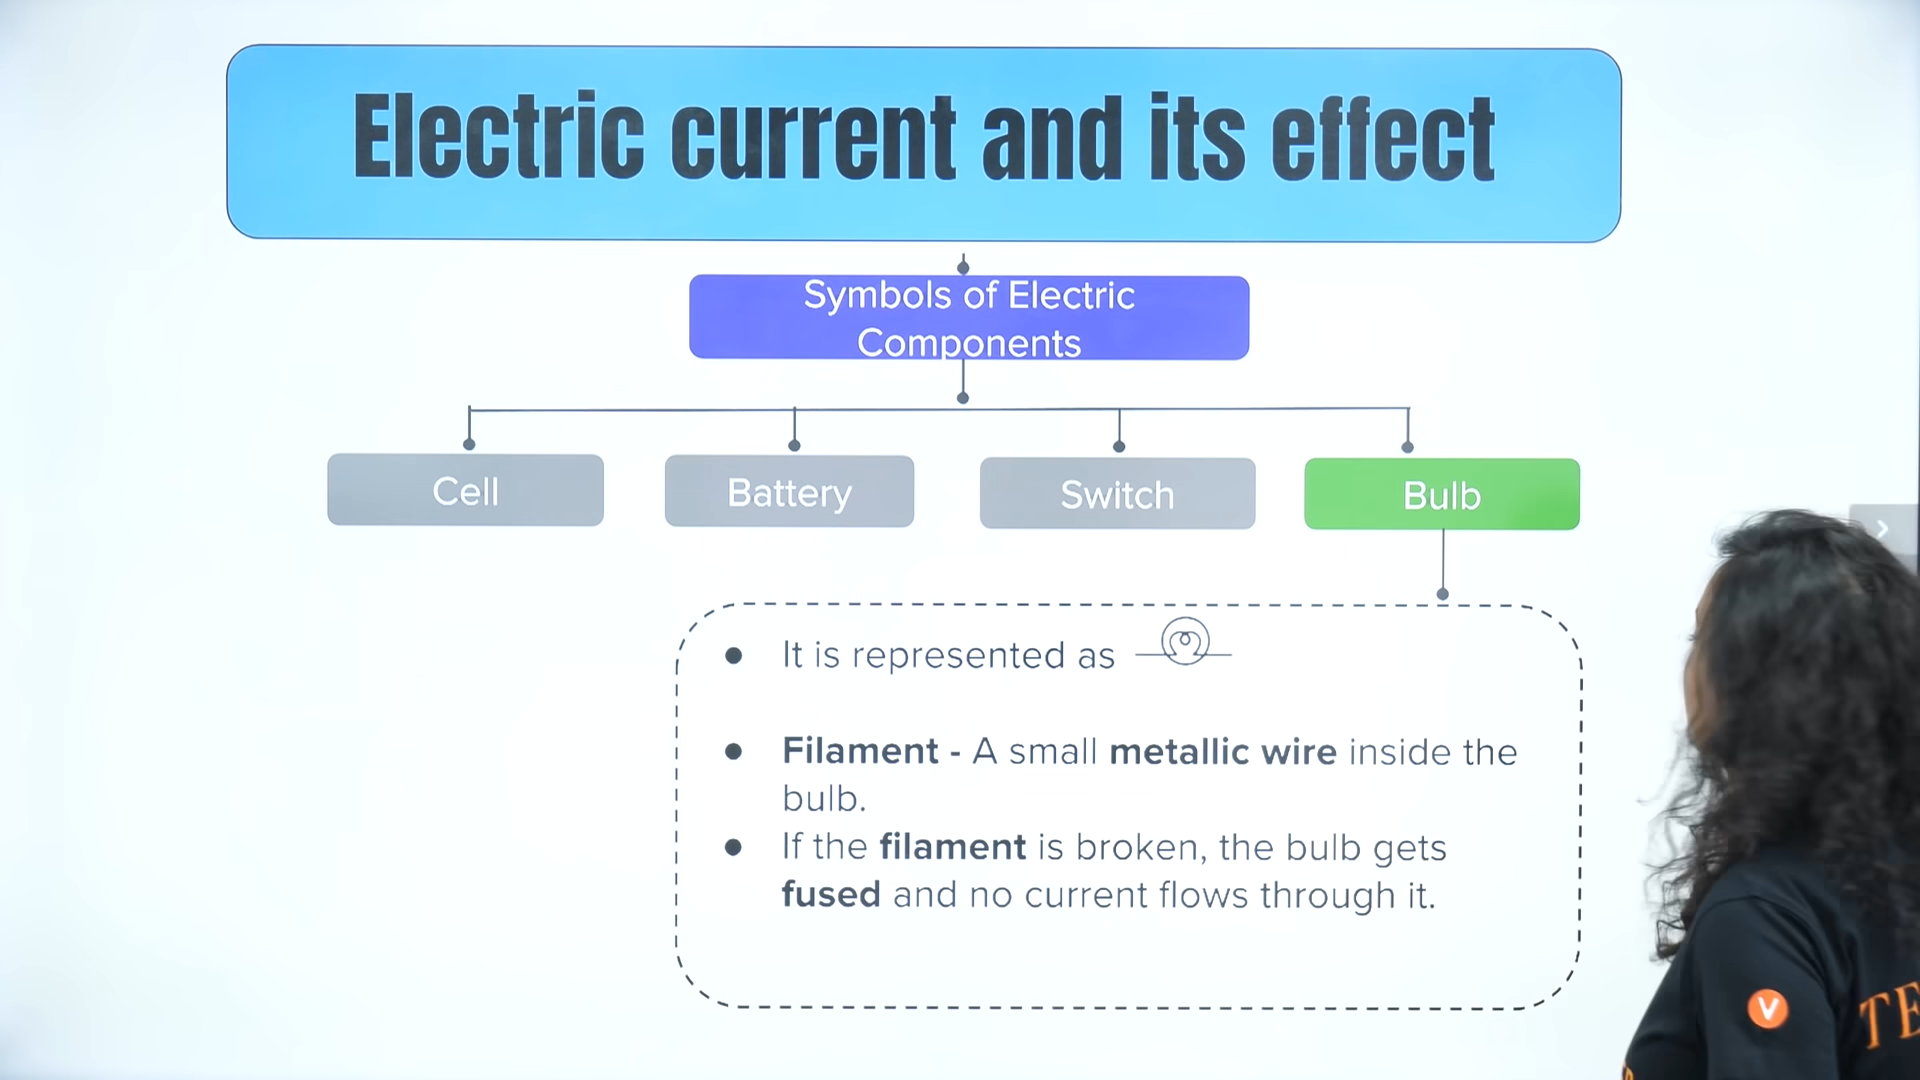 Electric current and its effect
Symbols of Electric
Components
Cell
Battery
Switch
Bulb
● It is represented as
● Filament - A small metallic wire inside the
bulb.
● If the filament is broken, the bulb gets
fused and no current flows through it.
V
TE